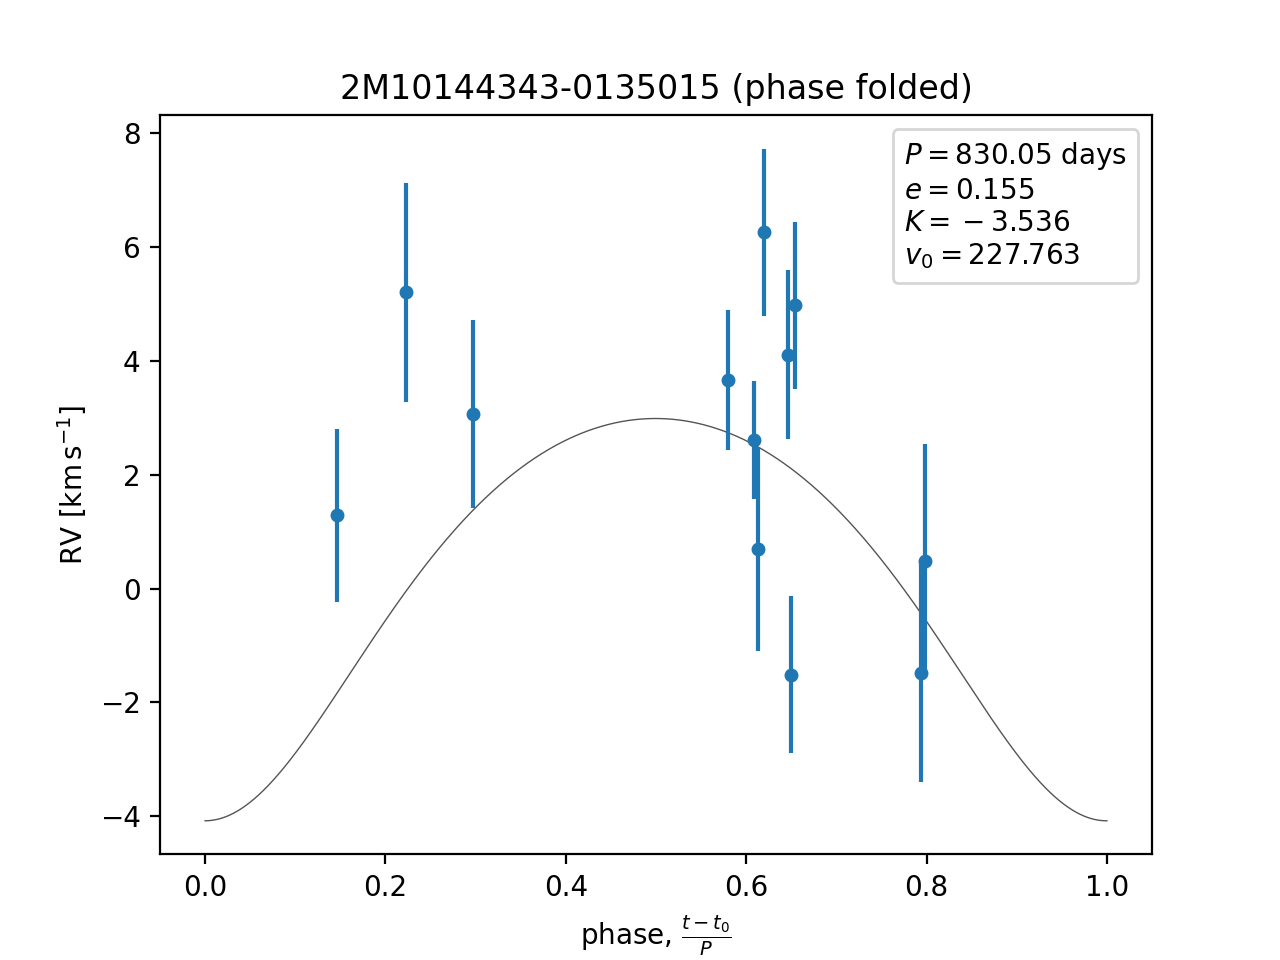 2M10144343-0135015 (phase folded)
P = 830.05 days
e = 0.155
K = − 3.536
v₀ = 227.763
8
6
4
2
0
−2
−4
RV [km s⁻¹]
0.0 0.2 0.4 0.6 0.8 1.0
phase, (t − t₀)/P